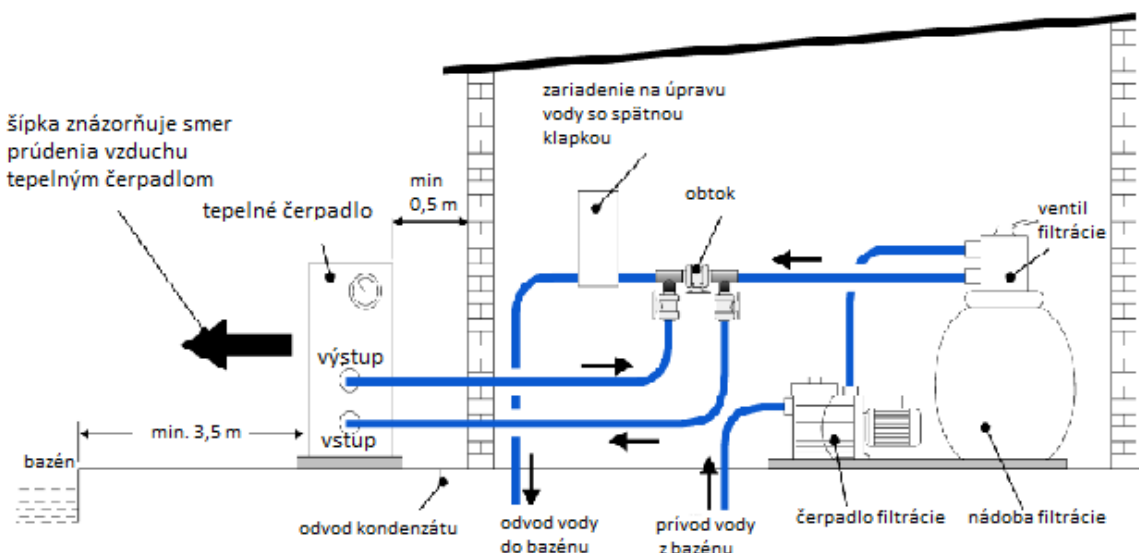 šípka znázorňuje smer
prúdenia vzduchu
tepelným čerpadlom
tepelné čerpadlo
min
0,5 m
zariadenie na úpravu
vody so spätnou
klapkou
obtok
ventil
filtrácie
výstup
vstup
min. 3,5 m
bazén
odvod kondenzátu
odvod vody
do bazénu
prívod vody
z bazénu
čerpadlo filtrácie
nádoba filtrácie